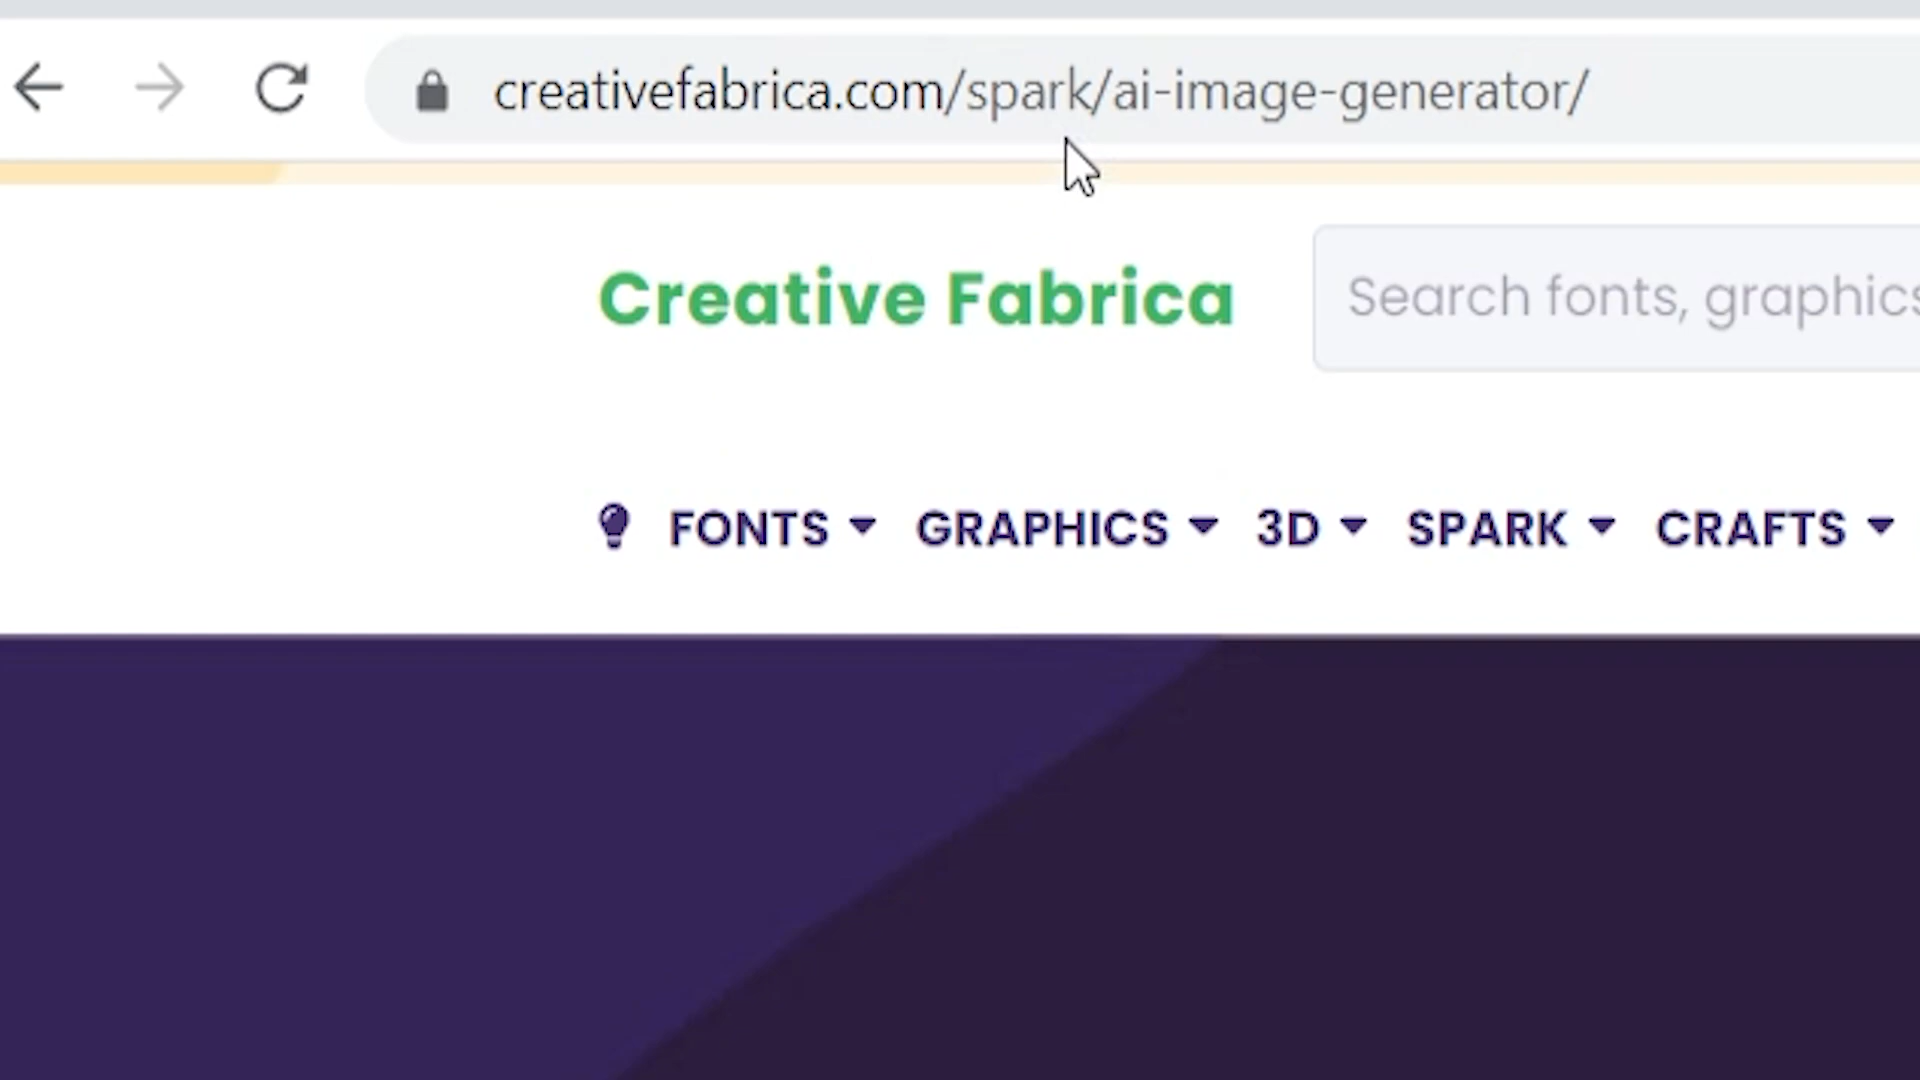 creativefabrica.com/spark/ai-image-generator/
Creative Fabrica
Search fonts, graphics
FONTS GRAPHICS 3D SPARK CRAFTS